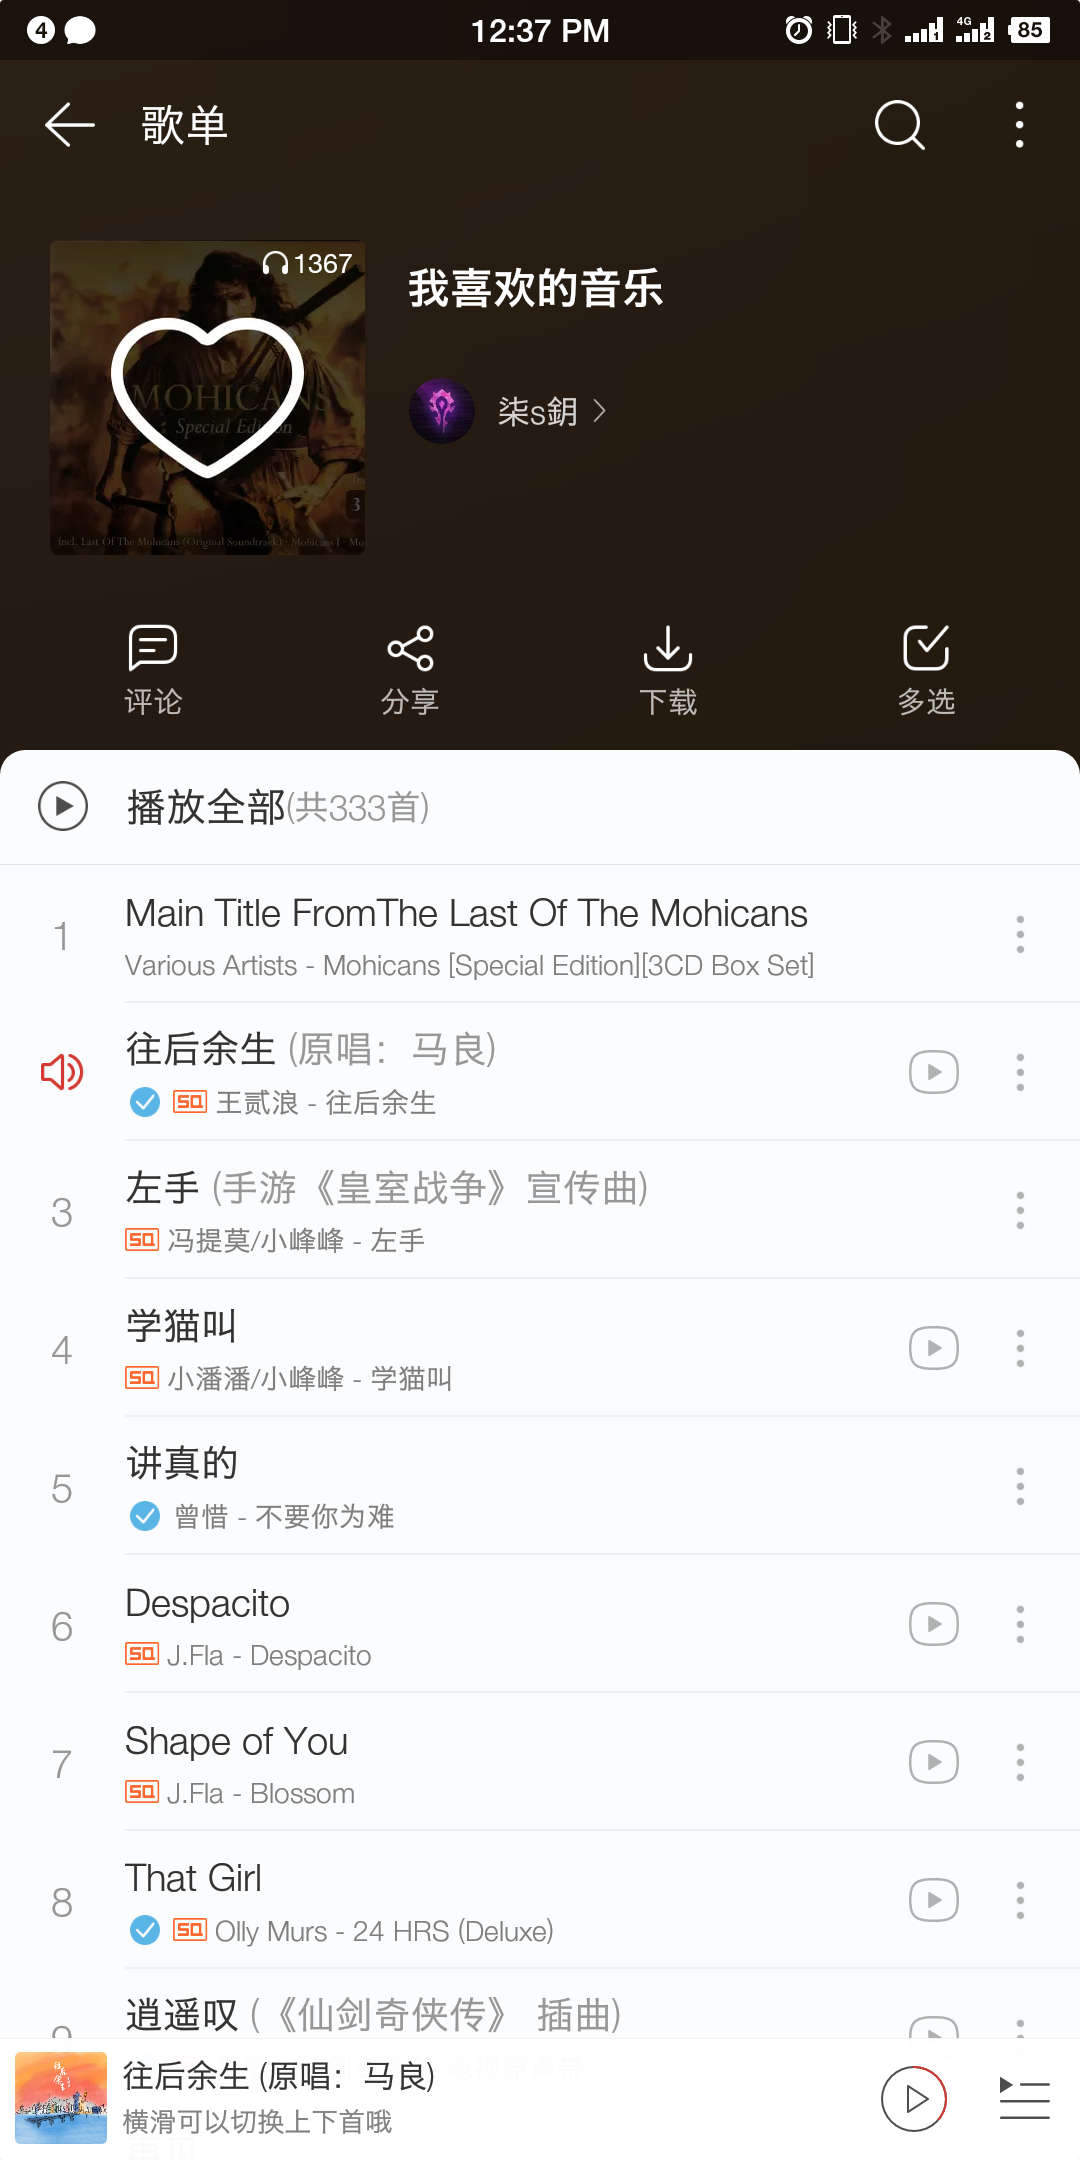 4
12:37 PM
4G
1
2
85
歌单
1367
MOHICANS
Special Edition
3
Incl. Last Of The Mohicans (Original Soundtrack) · Mohicans I · Mo
我喜欢的音乐
柒s鈅
评论
分享
下载
多选
播放全部(共333首)
1
Main Title FromThe Last Of The Mohicans
Various Artists - Mohicans [Special Edition][3CD Box Set]
往后余生 (原唱：马良)
SQ 王贰浪 - 往后余生
3
左手 (手游《皇室战争》宣传曲)
SQ 冯提莫/小峰峰 - 左手
4
学猫叫
SQ 小潘潘/小峰峰 - 学猫叫
5
讲真的
曾惜 - 不要你为难
6
Despacito
SQ J.Fla - Despacito
7
Shape of You
SQ J.Fla - Blossom
8
That Girl
SQ Olly Murs - 24 HRS (Deluxe)
9
逍遥叹 (《仙剑奇侠传》 插曲)
往后余生 (原唱：马良)
横滑可以切换上下首哦